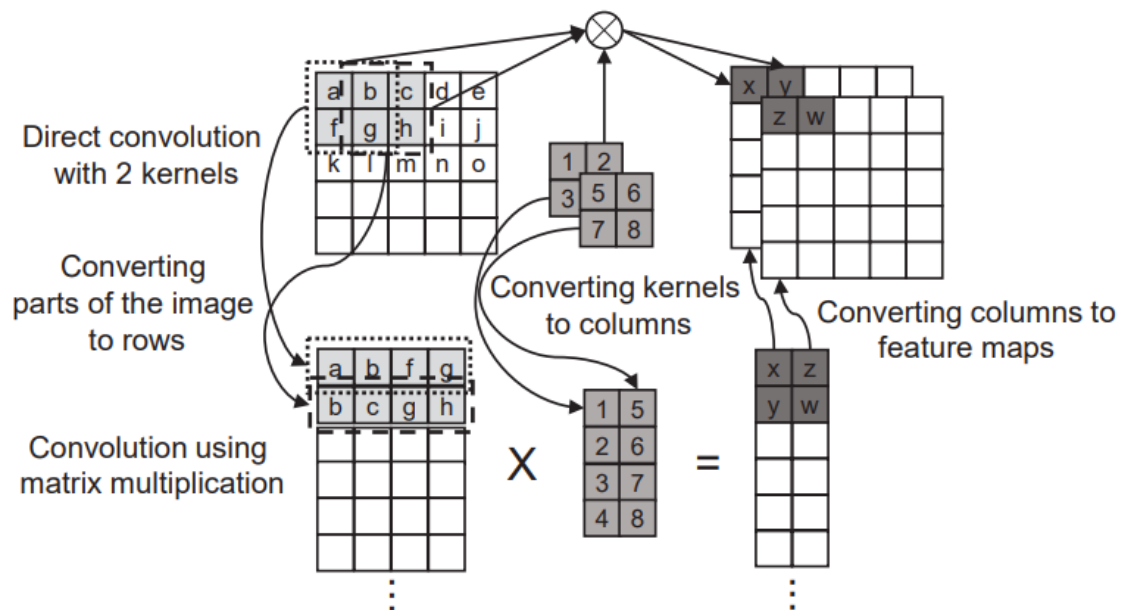 a b c d e
f g h i j
k l m n o
Direct convolution
with 2 kernels
1 2
3
5 6
7 8
x y
z w
Converting
parts of the image
to rows
Converting kernels
to columns
Converting columns to
feature maps
a b f g
b c g h
Convolution using
matrix multiplication
X
1 5
2 6
3 7
4 8
=
x z
y w
⋮
⋮